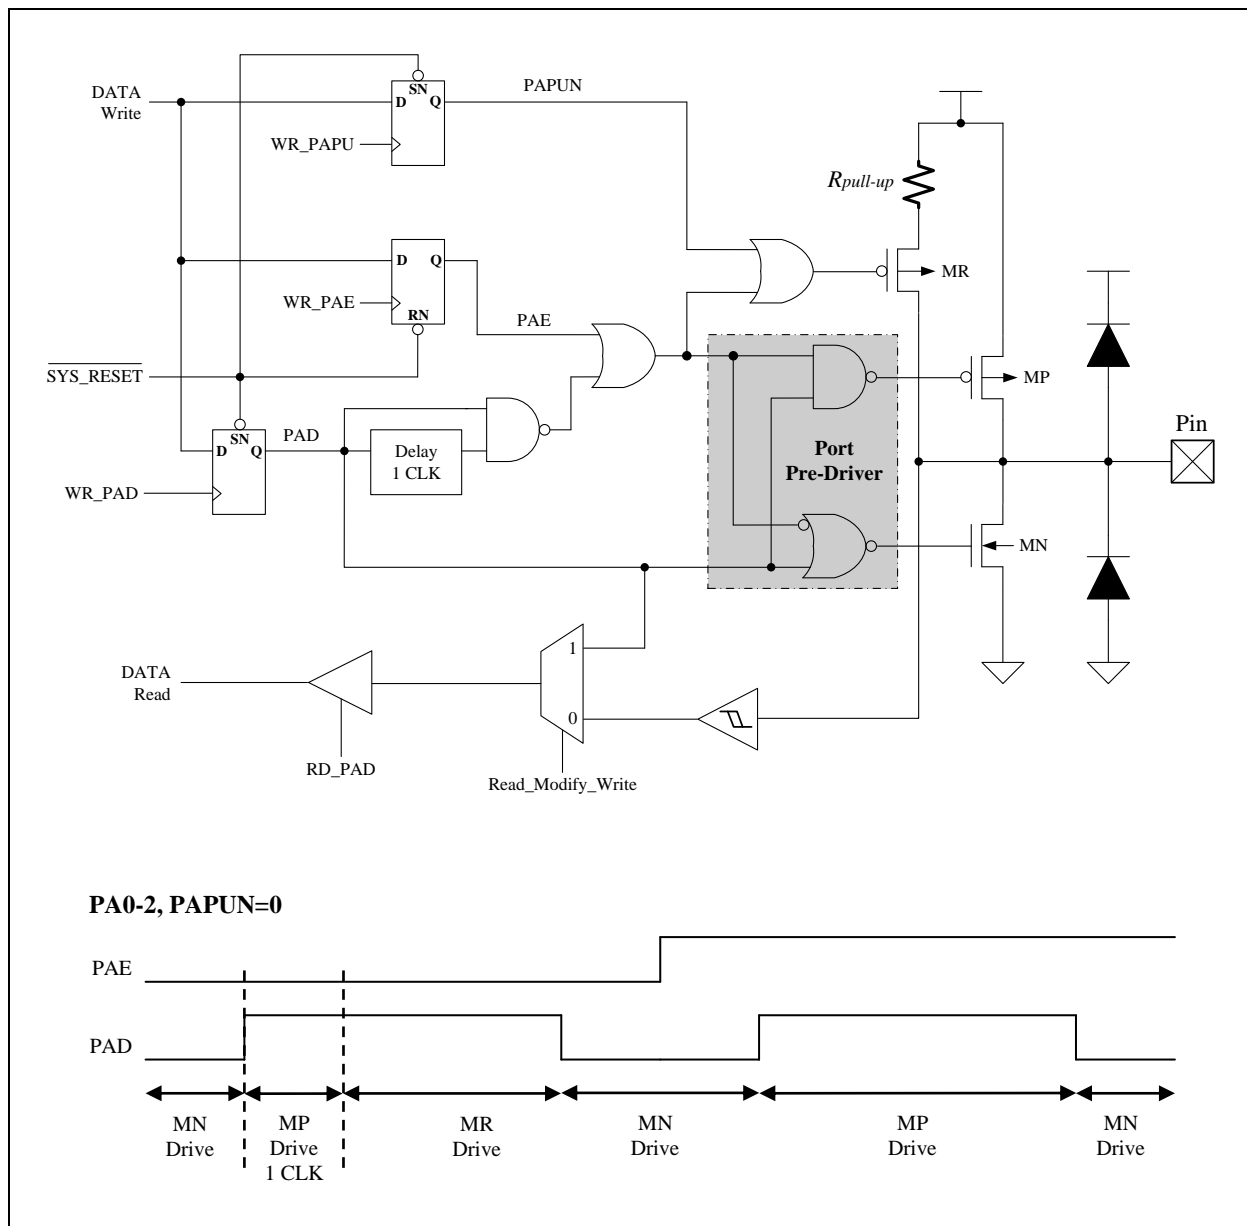 DATA
Write
SN
D
Q
PAPUN
WR_PAPU
Rpull-up
D
Q
MR
WR_PAE
RN
PAE
SYS_RESET
MP
SN
D
Q
PAD
Delay
1 CLK
Port
Pre-Driver
Pin
WR_PAD
MN
1
DATA
Read
0
RD_PAD
Read_Modify_Write
PA0-2, PAPUN=0
PAE
PAD
MN
Drive
MP
Drive
1 CLK
MR
Drive
MN
Drive
MP
Drive
MN
Drive